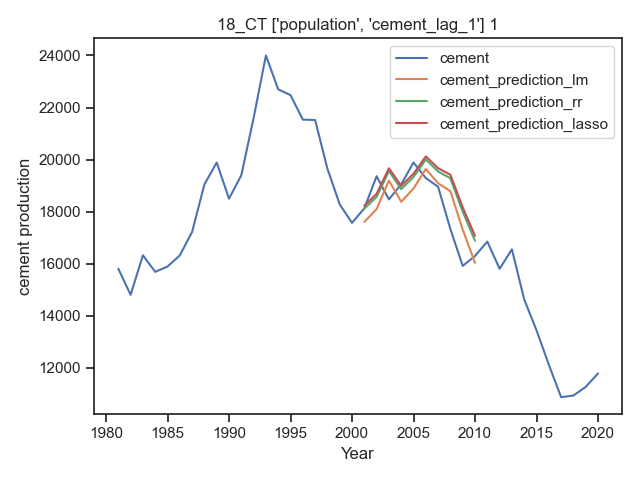 18_CT ['population', 'cement_lag_1'] 1
cement
cement_prediction_lm
cement_prediction_rr
cement_prediction_lasso
cement production
24000
22000
20000
18000
16000
14000
12000
1980 1985 1990 1995 2000 2005 2010 2015 2020
Year